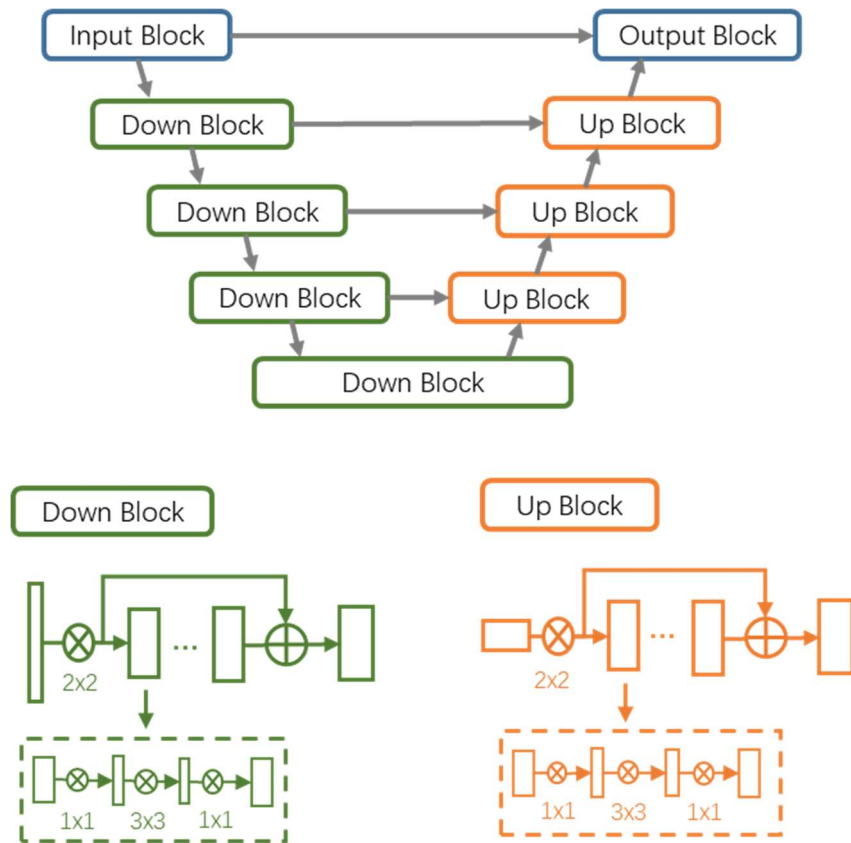 Input Block
Output Block
Down Block
Up Block
Down Block
Up Block
Down Block
Up Block
Down Block
Down Block
Up Block
...
...
2x2
2x2
1x1 3x3 1x1
1x1 3x3 1x1